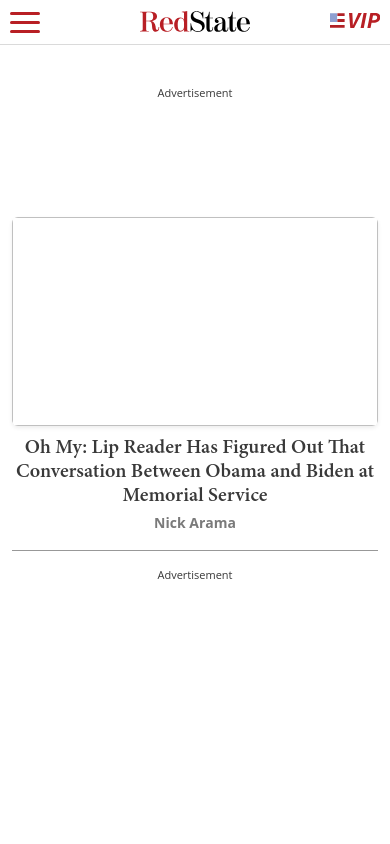 RedState
VIP
Advertisement
Oh My: Lip Reader Has Figured Out That
Conversation Between Obama and Biden at
Memorial Service
Nick Arama
Advertisement